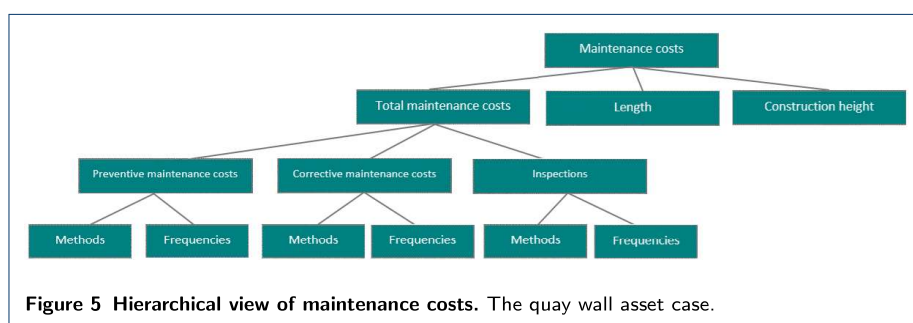 Maintenance costs
Total maintenance costs
Length
Construction height
Preventive maintenance costs
Corrective maintenance costs
Inspections
Methods
Frequencies
Methods
Frequencies
Methods
Frequencies
Figure 5 Hierarchical view of maintenance costs. The quay wall asset case.